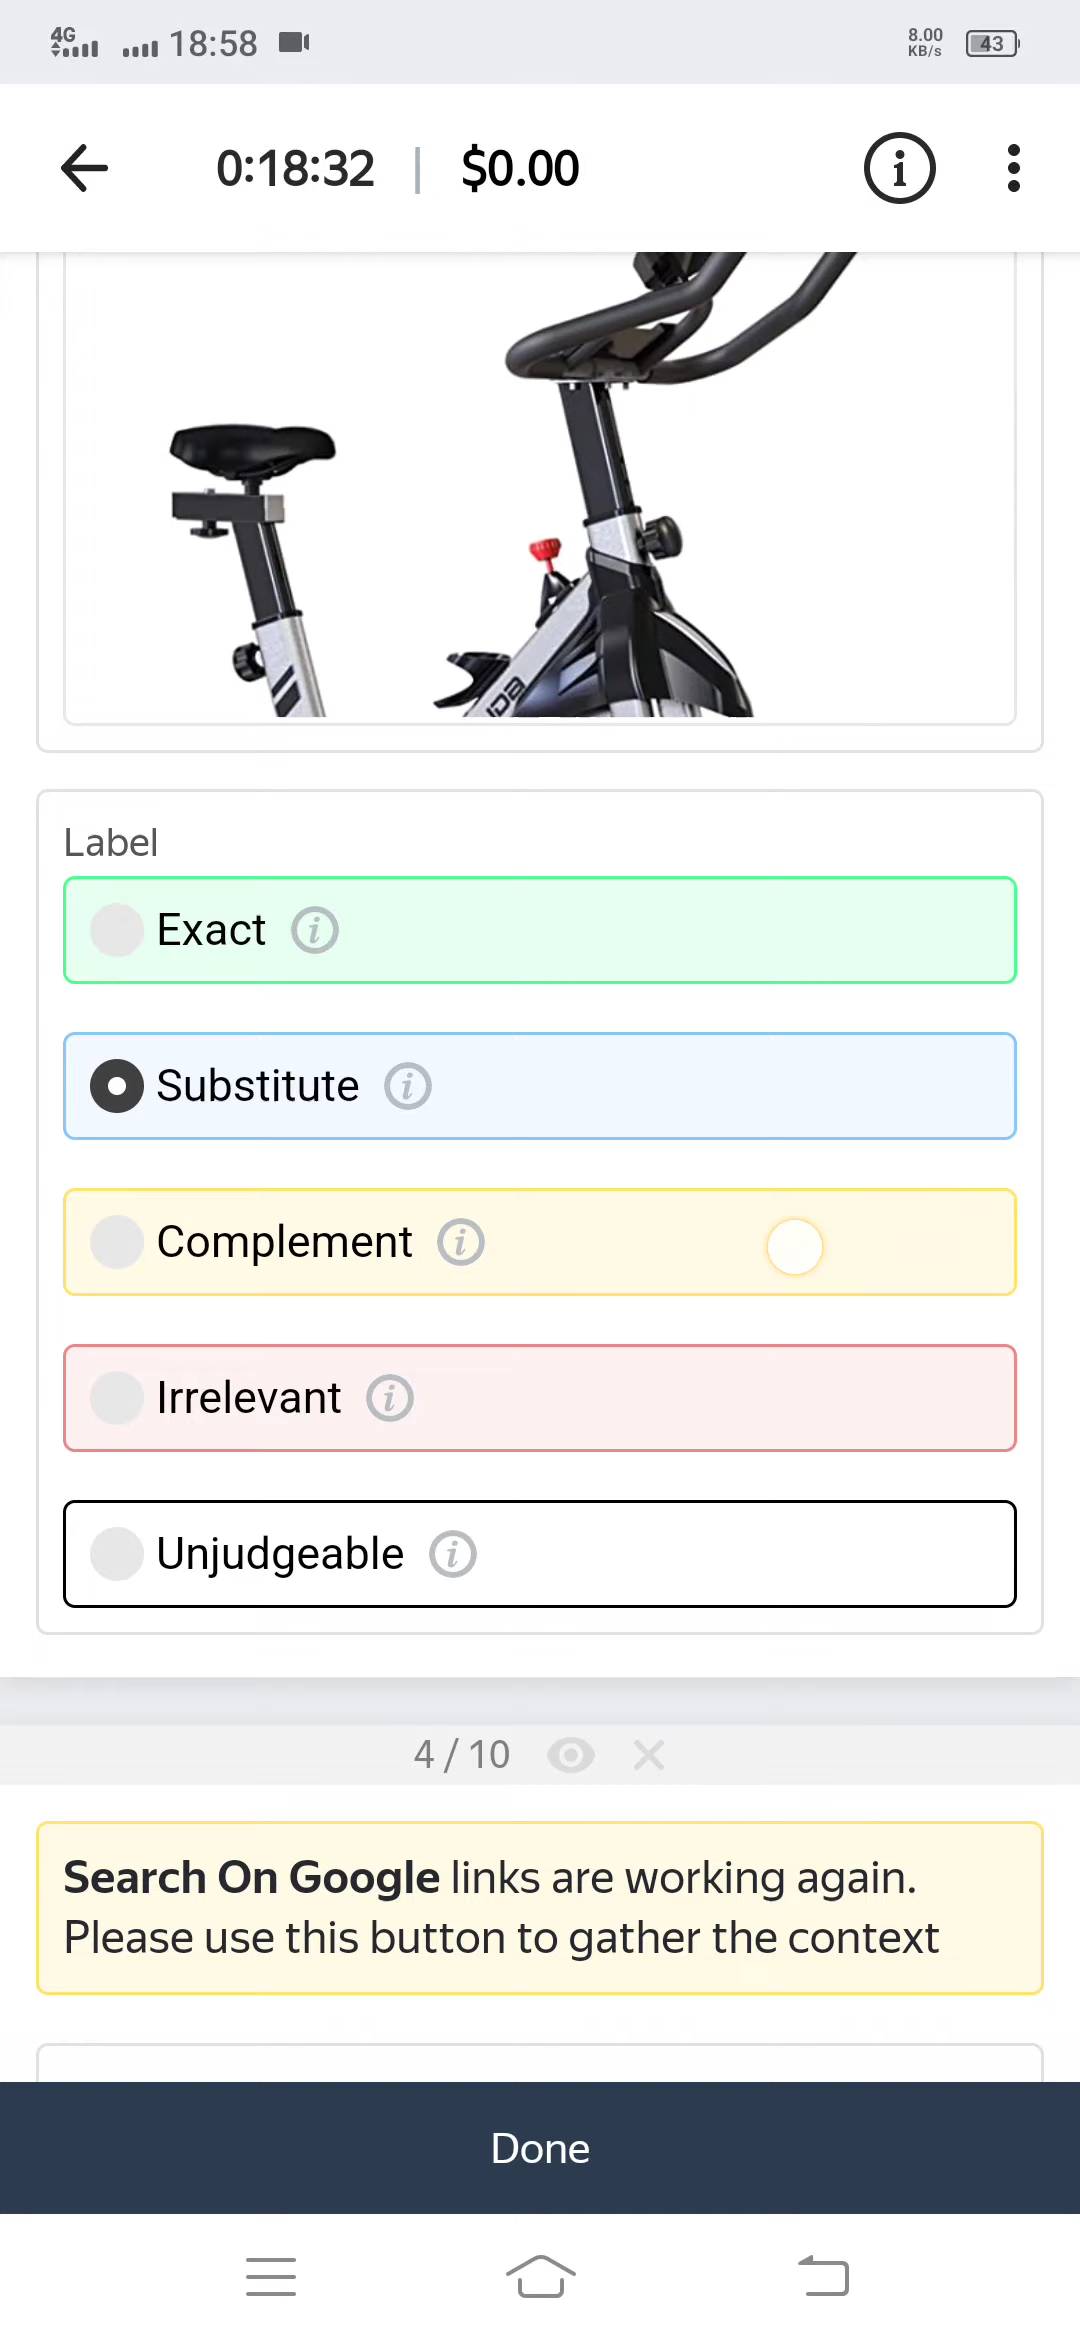 4G
18:58
8.00
KB/s
43
0:18:32 | $0.00
Label
Exact
Substitute
Complement
Irrelevant
Unjudgeable
4 / 10
Search On Google links are working again.
Please use this button to gather the context
Done